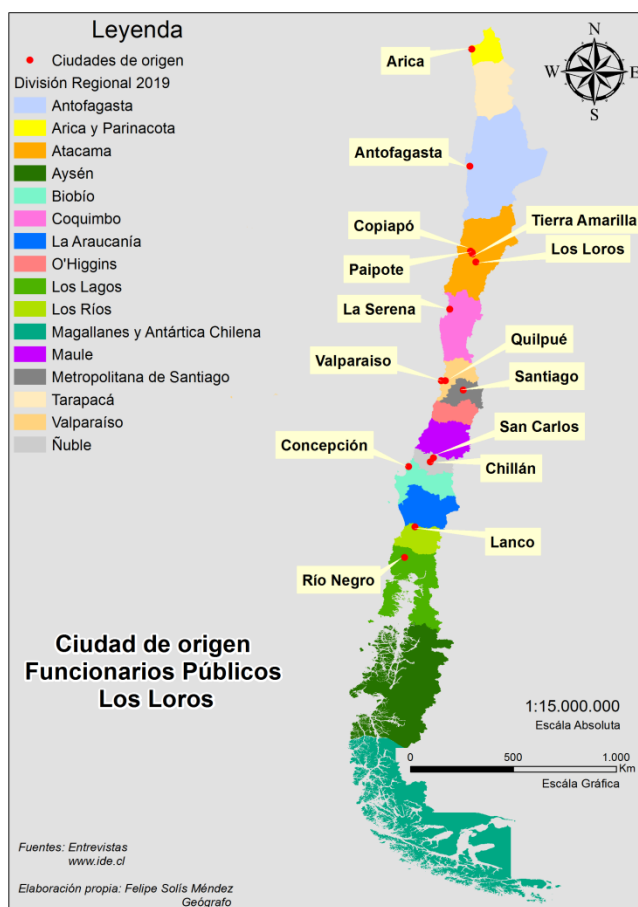 Leyenda
Ciudades de origen
División Regional 2019
Antofagasta
Arica y Parinacota
Atacama
Aysén
Biobío
Coquimbo
La Araucanía
O'Higgins
Los Lagos
Los Ríos
Magallanes y Antártica Chilena
Maule
Metropolitana de Santiago
Tarapacá
Valparaíso
Ñuble
N
W
E
S
Arica
Antofagasta
Copiapó
Tierra Amarilla
Paipote
Los Loros
La Serena
Quilpué
Valparaiso
Santiago
San Carlos
Concepción
Chillán
Lanco
Río Negro
Ciudad de origen
Funcionarios Públicos
Los Loros
1:15.000.000
Escála Absoluta
0 500 1.000
Km
Escála Gráfica
Fuentes: Entrevistas
www.ide.cl
Elaboración propia: Felipe Solís Méndez
Geógrafo